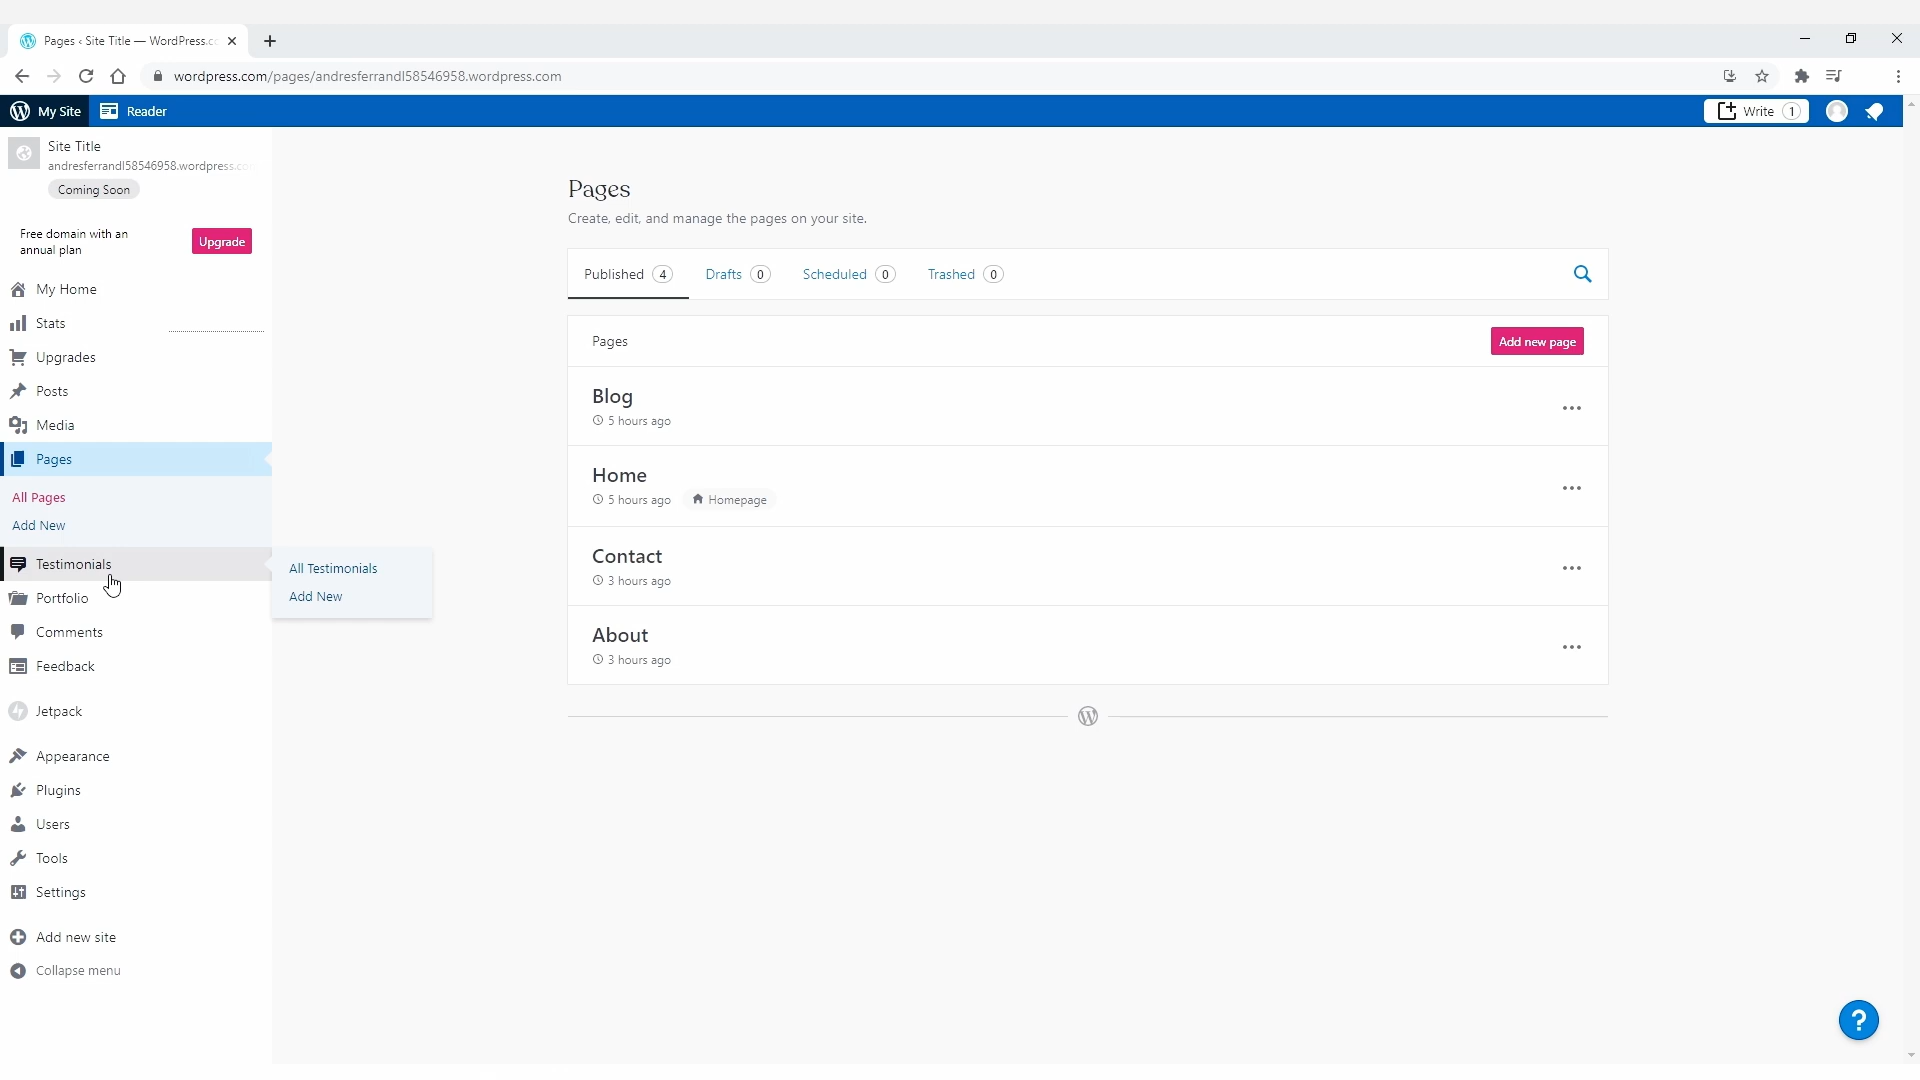 Pages ‹ Site Title — WordPress.c
wordpress.com/pages/andresferrandl58546958.wordpress.com
My Site
Reader
Write 1
Site Title
andresferrandl58546958.wordpress.co
Coming Soon
Free domain with an
annual plan
Upgrade
My Home
Stats
Upgrades
Posts
Media
Pages
All Pages
Add New
Testimonials
All Testimonials
Add New
Portfolio
Comments
Feedback
Jetpack
Appearance
Plugins
Users
Tools
Settings
Add new site
Collapse menu
Pages
Create, edit, and manage the pages on your site.
Published 4 Drafts 0 Scheduled 0 Trashed 0
Pages
Add new page
Blog
5 hours ago
Home
5 hours ago Homepage
Contact
3 hours ago
About
3 hours ago
?